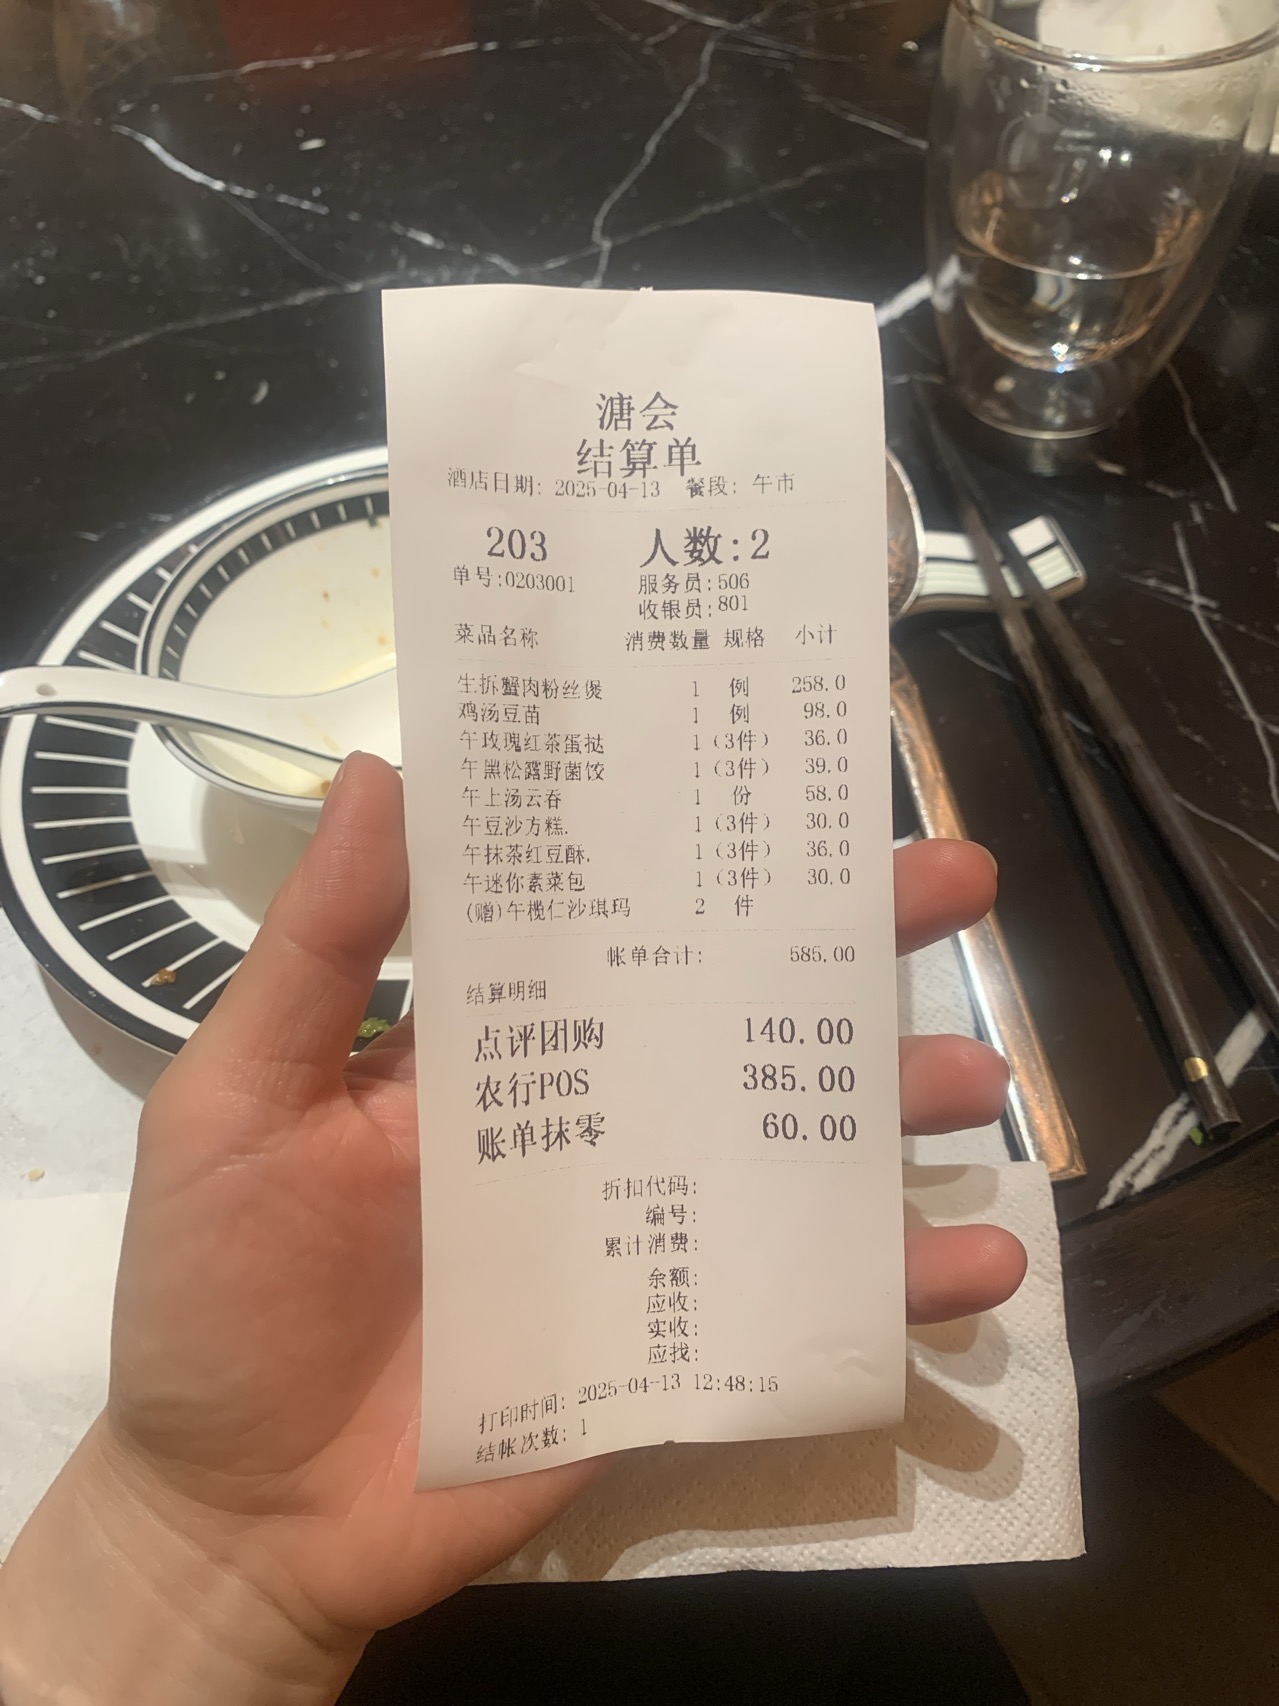 溏会
结算单
酒店日期: 2025-04-13 餐段: 午市
203 人数:2
单号:0203001 服务员:506
收银员:801
菜品名称 消费数量 规格 小计
生拆蟹肉粉丝煲 1 例 258.0
鸡汤豆苗 1 例 98.0
午玫瑰红茶蛋挞 1 (3件) 36.0
午黑松露野菌饺 1 (3件) 39.0
午上汤云吞 1 份 58.0
午豆沙方糕. 1 (3件) 30.0
午抹茶红豆酥. 1 (3件) 36.0
午迷你素菜包 1 (3件) 30.0
(赠)午榄仁沙琪玛 2 件
帐单合计: 585.00
结算明细
点评团购 140.00
农行POS 385.00
账单抹零 60.00
折扣代码:
编号:
累计消费:
余额:
应收:
实收:
应找:
打印时间: 2025-04-13 12:48:15
结帐次数: 1